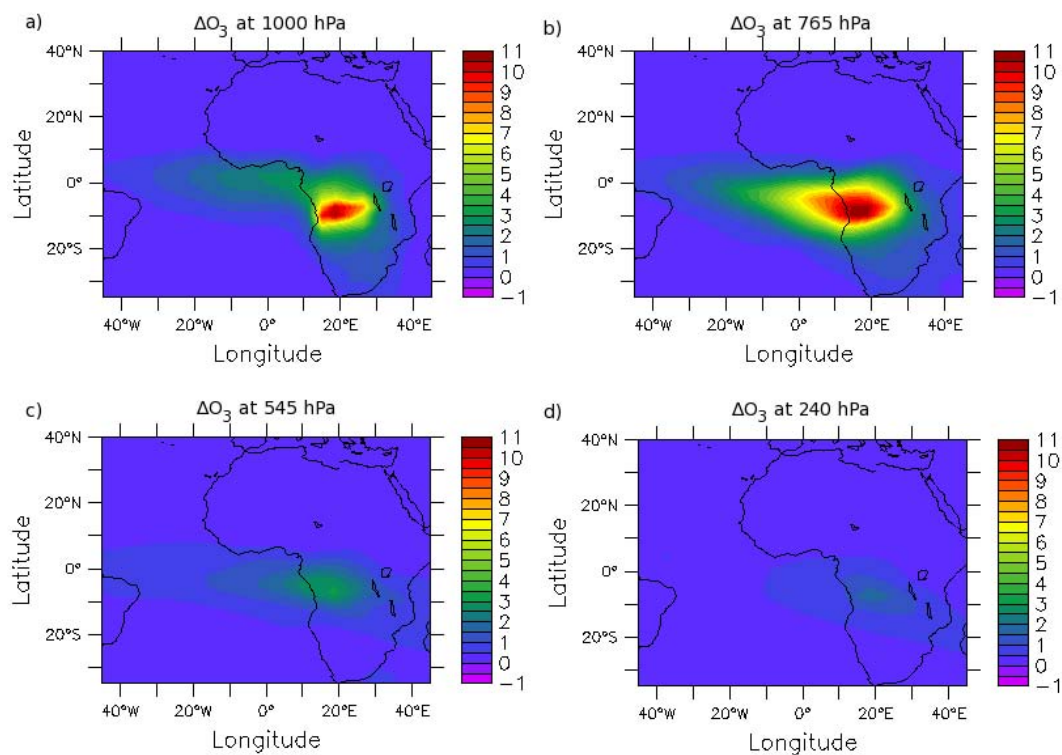 a) ΔO₃ at 1000 hPa
40°N
20°N
0°
20°S
Latitude
40°W 20°W 0° 20°E 40°E
Longitude
11
10
9
8
7
6
5
4
3
2
1
0
−1
b) ΔO₃ at 765 hPa
40°N
20°N
0°
20°S
Latitude
40°W 20°W 0° 20°E 40°E
Longitude
11
10
9
8
7
6
5
4
3
2
1
0
−1
c) ΔO₃ at 545 hPa
40°N
20°N
0°
20°S
Latitude
40°W 20°W 0° 20°E 40°E
Longitude
11
10
9
8
7
6
5
4
3
2
1
0
−1
d) ΔO₃ at 240 hPa
40°N
20°N
0°
20°S
Latitude
40°W 20°W 0° 20°E 40°E
Longitude
11
10
9
8
7
6
5
4
3
2
1
0
−1